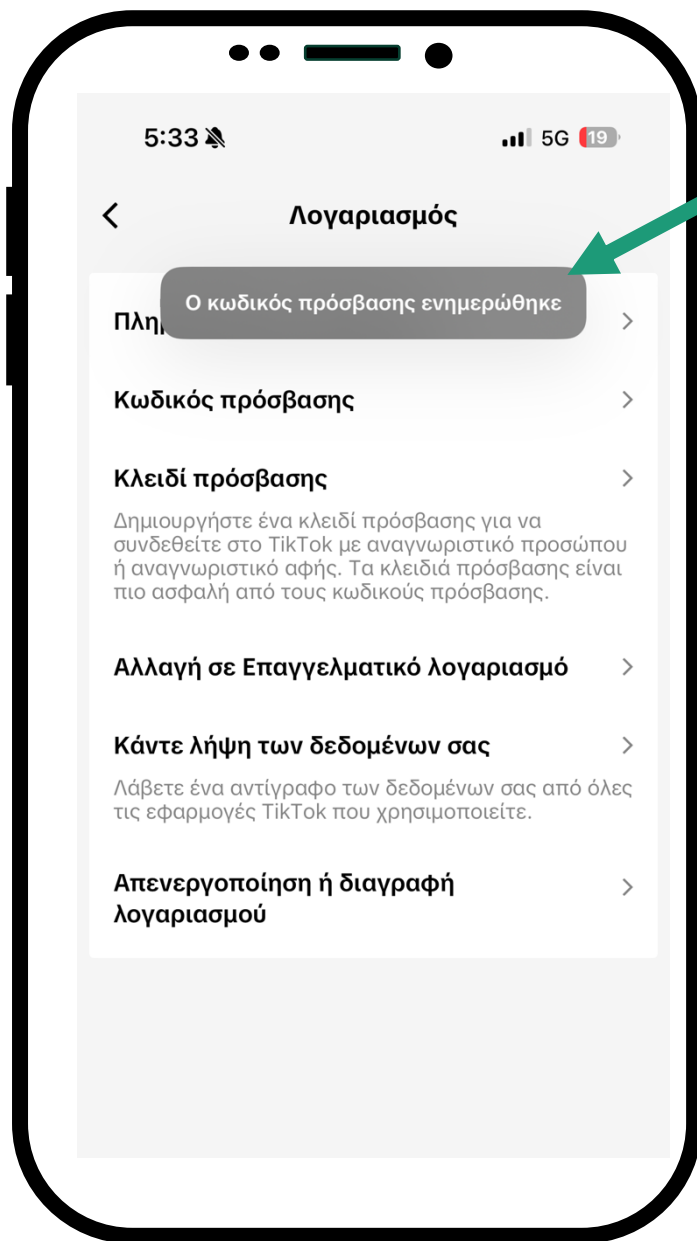 5:33
5G 19
Λογαριασμός
Ο κωδικός πρόσβασης ενημερώθηκε
Κωδικός πρόσβασης
Κλειδί πρόσβασης
Δημιουργήστε ένα κλειδί πρόσβασης για να
συνδεθείτε στο TikTok με αναγνωριστικό προσώπου
ή αναγνωριστικό αφής. Τα κλειδιά πρόσβασης είναι
πιο ασφαλή από τους κωδικούς πρόσβασης.
Αλλαγή σε Επαγγελματικό λογαριασμό
Κάντε λήψη των δεδομένων σας
Λάβετε ένα αντίγραφο των δεδομένων σας από όλες
τις εφαρμογές TikTok που χρησιμοποιείτε.
Απενεργοποίηση ή διαγραφή
λογαριασμού